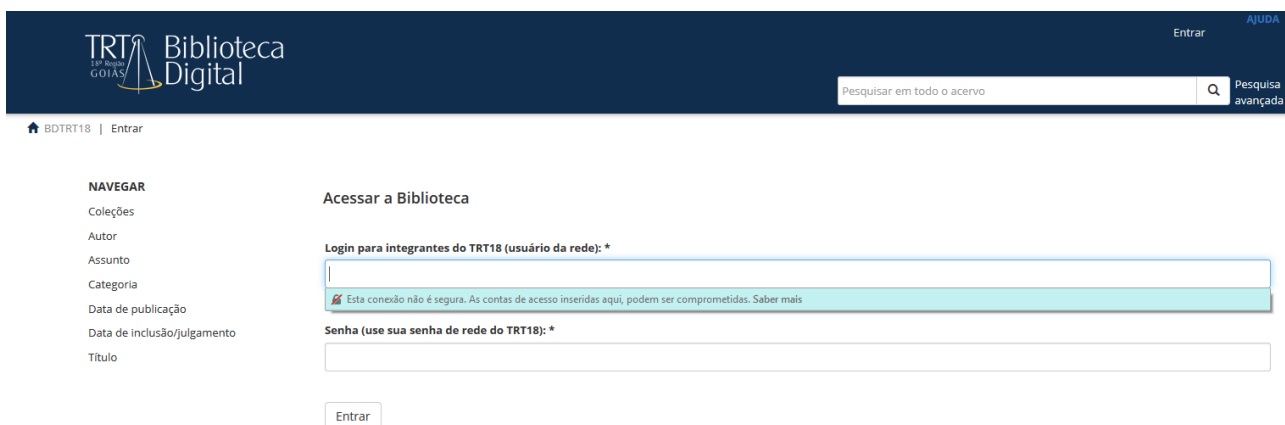 AJUDA
Entrar
TRT
18ª Região
GOIÁS
Biblioteca
Digital
Pesquisar em todo o acervo
Pesquisa
avançada
BDTRT18 | Entrar
NAVEGAR
Coleções
Autor
Assunto
Categoria
Data de publicação
Data de inclusão/julgamento
Título
Acessar a Biblioteca
Login para integrantes do TRT18 (usuário da rede): *
Esta conexão não é segura. As contas de acesso inseridas aqui, podem ser comprometidas. Saber mais
Senha (use sua senha de rede do TRT18): *
Entrar